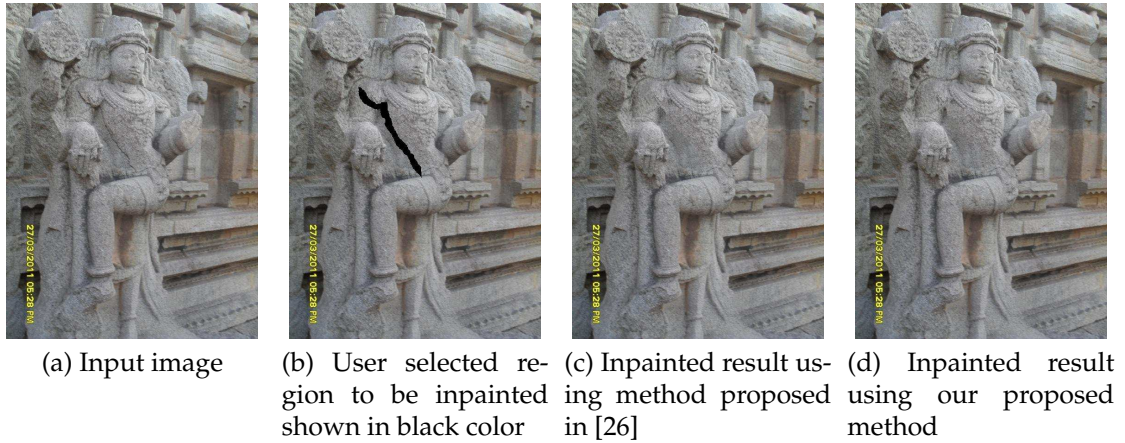 27/03/2011 05:28 PM
27/03/2011 05:28 PM
27/03/2011 05:28 PM
27/03/2011 05:28 PM
(a) Input image
(b) User selected re-
gion to be inpainted
shown in black color
(c) Inpainted result us-
ing method proposed
in [26]
(d) Inpainted result
using our proposed
method